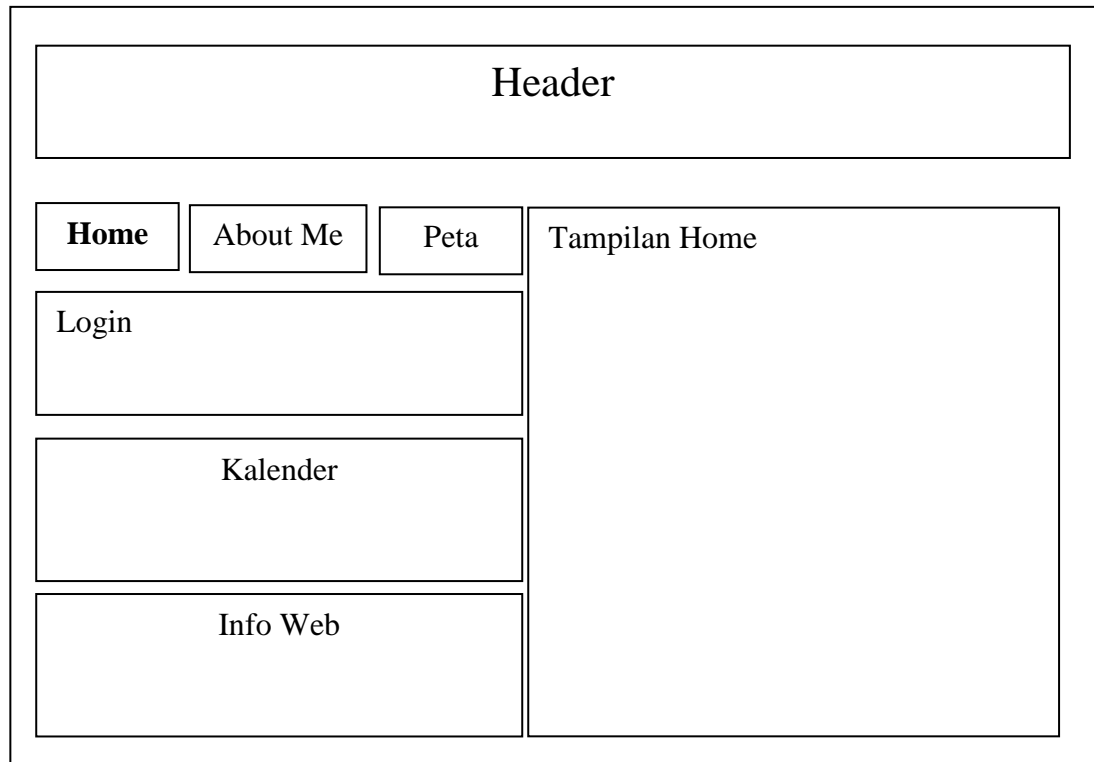 Header
Home
About Me
Peta
Tampilan Home
Login
Kalender
Info Web